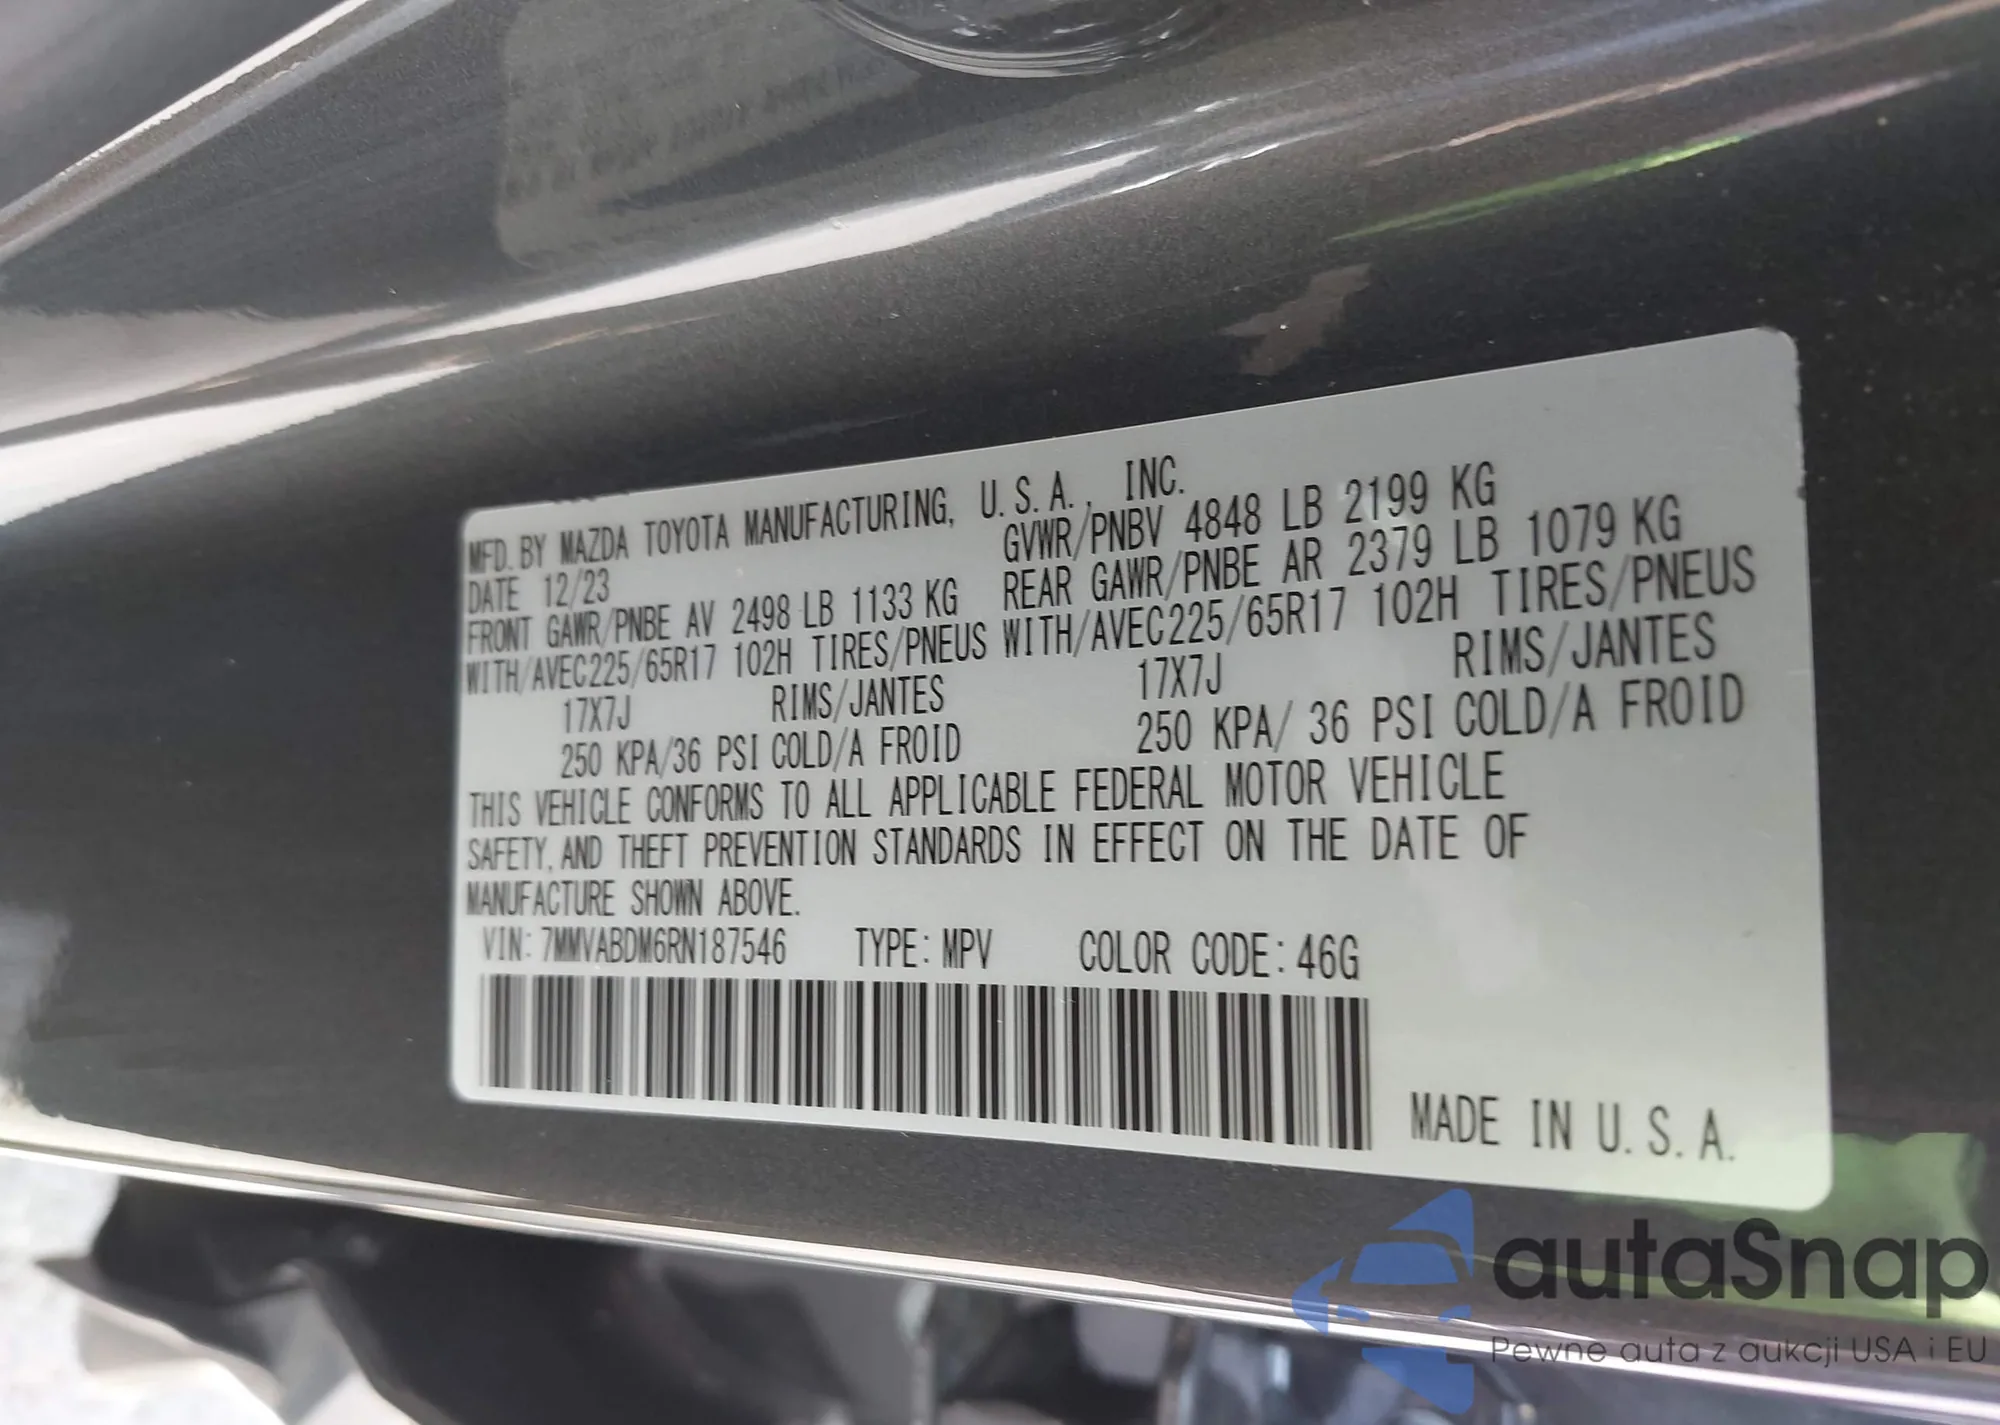 MFD. BY MAZDA TOYOTA MANUFACTURING, U.S.A., INC.
DATE 12/23 GVWR/PNBV 4848 LB 2199 KG
FRONT GAWR/PNBE AV 2498 LB 1133 KG REAR GAWR/PNBE AR 2379 LB 1079 KG
WITH/AVEC225/65R17 102H TIRES/PNEUS WITH/AVEC225/65R17 102H TIRES/PNEUS
17X7J RIMS/JANTES 17X7J RIMS/JANTES
250 KPA/36 PSI COLD/A FROID 250 KPA/ 36 PSI COLD/A FROID
THIS VEHICLE CONFORMS TO ALL APPLICABLE FEDERAL MOTOR VEHICLE
SAFETY, AND THEFT PREVENTION STANDARDS IN EFFECT ON THE DATE OF
MANUFACTURE SHOWN ABOVE.
VIN: 7MMVABDM6RN187546 TYPE: MPV COLOR CODE: 46G
MADE IN U.S.A.
autaSnap
Pewne auta z aukcji USA i EU